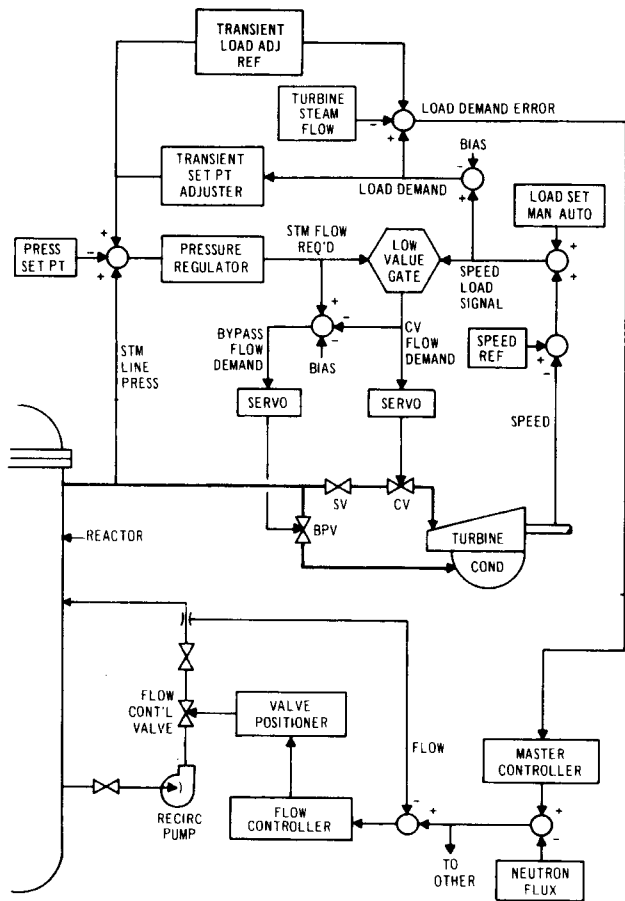 TRANSIENT
LOAD ADJ
REF
TURBINE
STEAM
FLOW
-
+
LOAD DEMAND ERROR
TRANSIENT
SET PT
ADJUSTER
LOAD DEMAND
BIAS
-
+
LOAD SET
MAN AUTO
PRESS
SET PT
+
-
+
PRESSURE
REGULATOR
STM FLOW
REQ'D
LOW
VALUE
GATE
SPEED
LOAD
SIGNAL
+
+
STM
LINE
PRESS
BYPASS
FLOW
DEMAND
+
-
-
BIAS
CV
FLOW
DEMAND
SPEED
REF
+
-
SERVO
SERVO
SPEED
SV
CV
BPV
TURBINE
COND
REACTOR
FLOW
CONT'L
VALVE
VALVE
POSITIONER
FLOW
MASTER
CONTROLLER
RECIRC
PUMP
FLOW
CONTROLLER
-
+
+
-
TO
OTHER
NEUTRON
FLUX